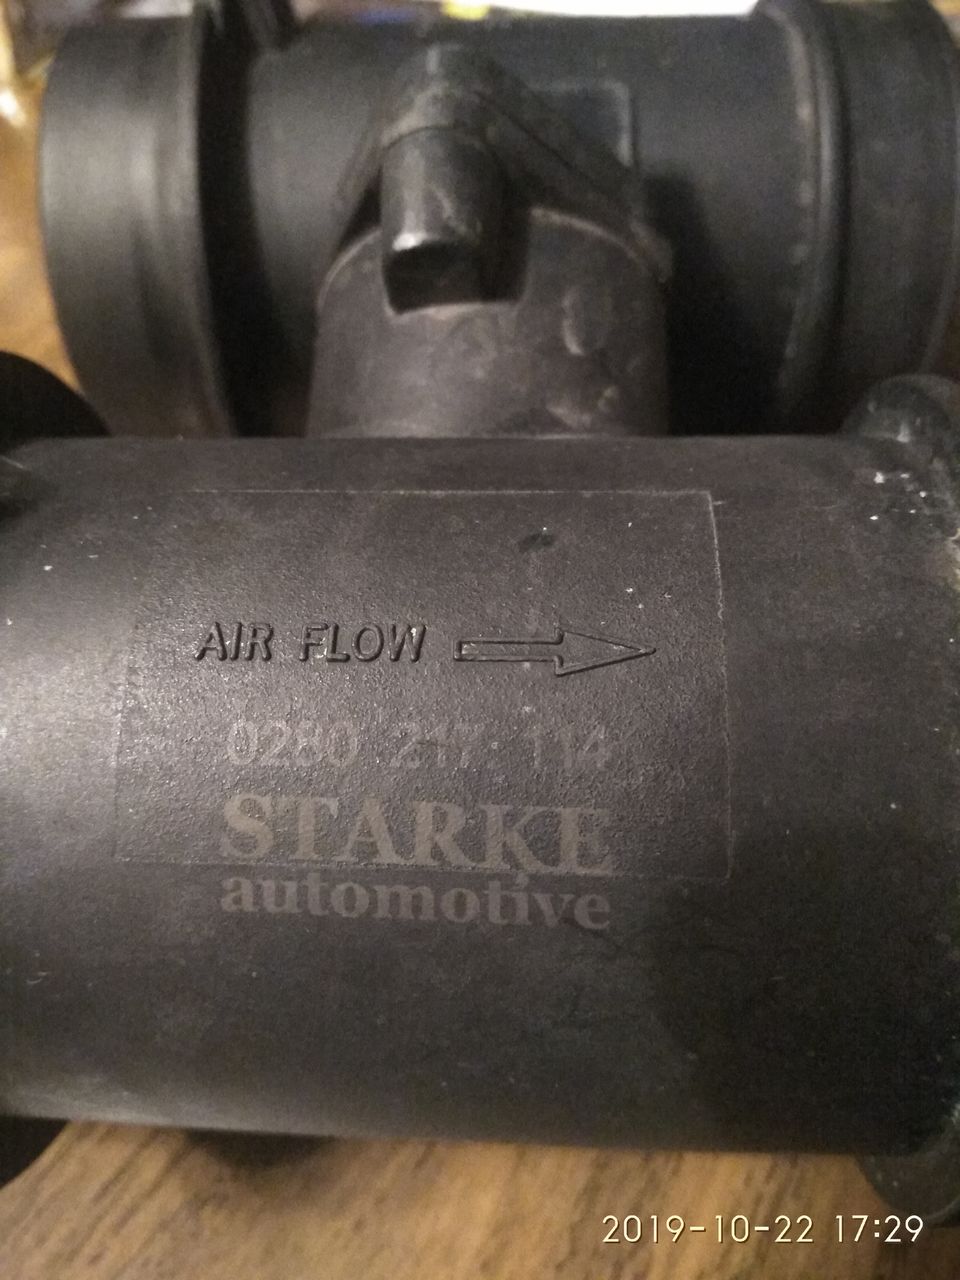 AIR FLOW
0280 217 114
STARKE
automotive
2019-10-22 17:29